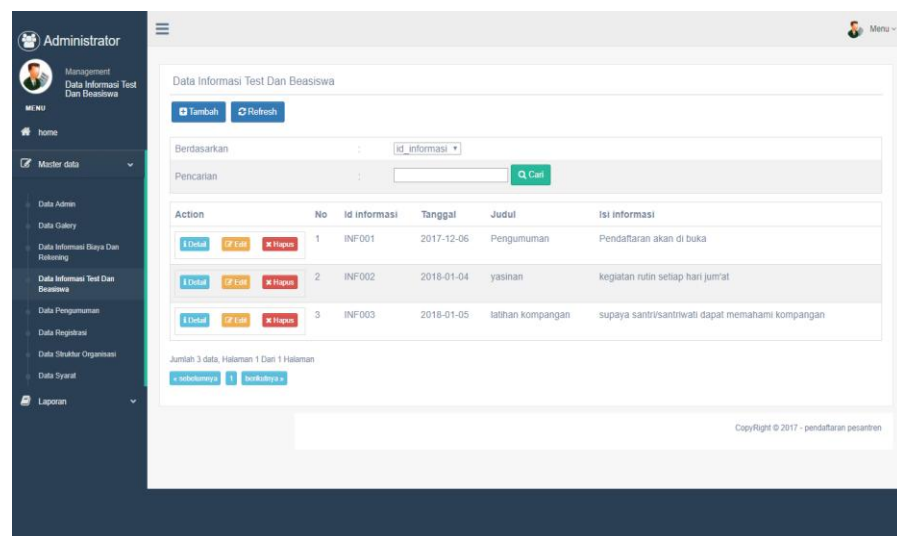 Administrator
Management
Data Informasi Test
Dan Beasiswa
MENU
home
Master data
Data Admin
Data Galery
Data Informasi Biaya Dan
Rekening
Data Informasi Test Dan
Beasiswa
Data Pengumuman
Data Registrasi
Data Struktur Organisasi
Data Syarat
Laporan
Menu
Data Informasi Test Dan Beasiswa
Tambah Refresh
Berdasarkan : id_informasi
Pencarian : Cari
Action No Id informasi Tanggal Judul Isi informasi
Detail Edit Hapus 1 INF001 2017-12-06 Pengumuman Pendaftaran akan di buka
Detail Edit Hapus 2 INF002 2018-01-04 yasinan kegiatan rutin setiap hari jum'at
Detail Edit Hapus 3 INF003 2018-01-05 latihan kompangan supaya santri/santriwati dapat memahami kompangan
Jumlah 3 data, Halaman 1 Dari 1 Halaman
« sebelumnya 1 berikutnya »
CopyRight © 2017 - pendaftaran pesantren